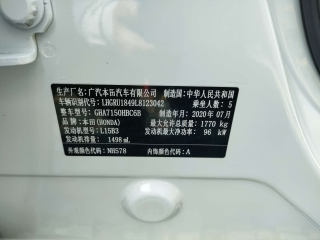 生产厂名：广汽本田汽车有限公司 制造国：中华人民共和国
车辆识别代号：LHGRU1849L8123042 乘坐人数：5
整车型号：GHA7150HBC6B 制造年月：2020年07月
品牌：本田(HONDA) 最大允许总质量：1770 kg
发动机型号：L15B3 发动机最大净功率：96 kW
发动机排量：1498 mL
外观颜色代码：NH578 内饰颜色代码：A